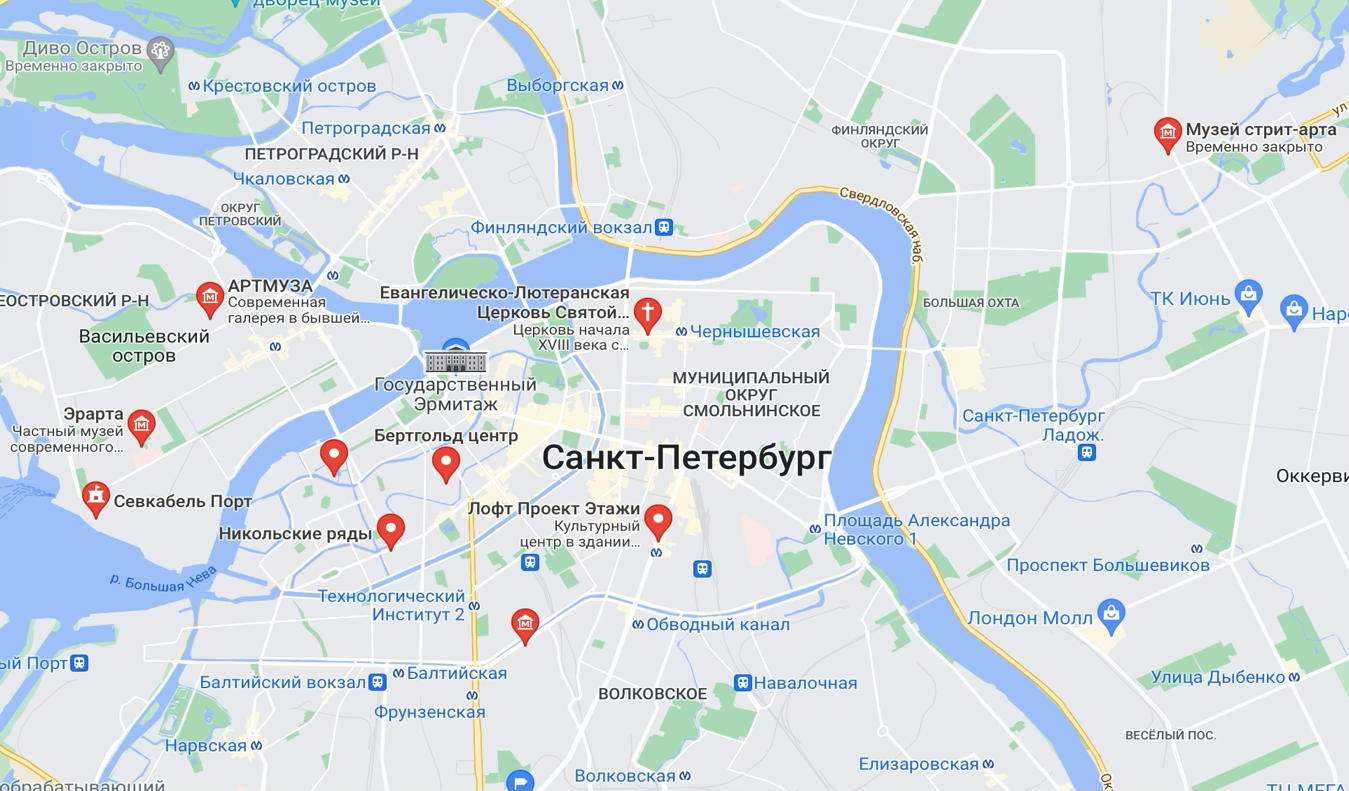 дворец-музей
Диво Остров
Временно закрыто
Крестовский остров
Выборгская
Петроградская
ПЕТРОГРАДСКИЙ Р-Н
Чкаловская
ФИНЛЯНДСКИЙ
ОКРУГ
Музей стрит-арта
Временно закрыто
ул
ОКРУГ
ПЕТРОВСКИЙ
Свердловская наб.
Финляндский вокзал
АРТМУЗА
Современная
галерея в бывшей…
ЕОСТРОВСКИЙ Р-Н
Васильевский
остров
Евангелическо-Лютеранская
Церковь Святой…
Церковь начала
XVIII века с…
Чернышевская
БОЛЬШАЯ ОХТА
ТК Июнь
Наро
Государственный
Эрмитаж
МУНИЦИПАЛЬНЫЙ
ОКРУГ
СМОЛЬНИНСКОЕ
Эрарта
Частный музей
современного…
Бертгольд центр
Санкт-Петербург
Ладож.
Санкт-Петербург
Оккерви
Севкабель Порт
Никольские ряды
Лофт Проект Этажи
Культурный
центр в здании…
Площадь Александра
Невского 1
р. Большая Нева
Проспект Большевиков
Технологический
Институт 2
Обводный канал
Лондон Молл
ый Порт
Балтийский вокзал
Балтийская
ВОЛКОВСКОЕ
Навалочная
Улица Дыбенко
Фрунзенская
Нарвская
ВЕСЁЛЫЙ ПОС.
Волковская
Елизаровская
Ок
обрабатывающий
ТЦ МЕГА